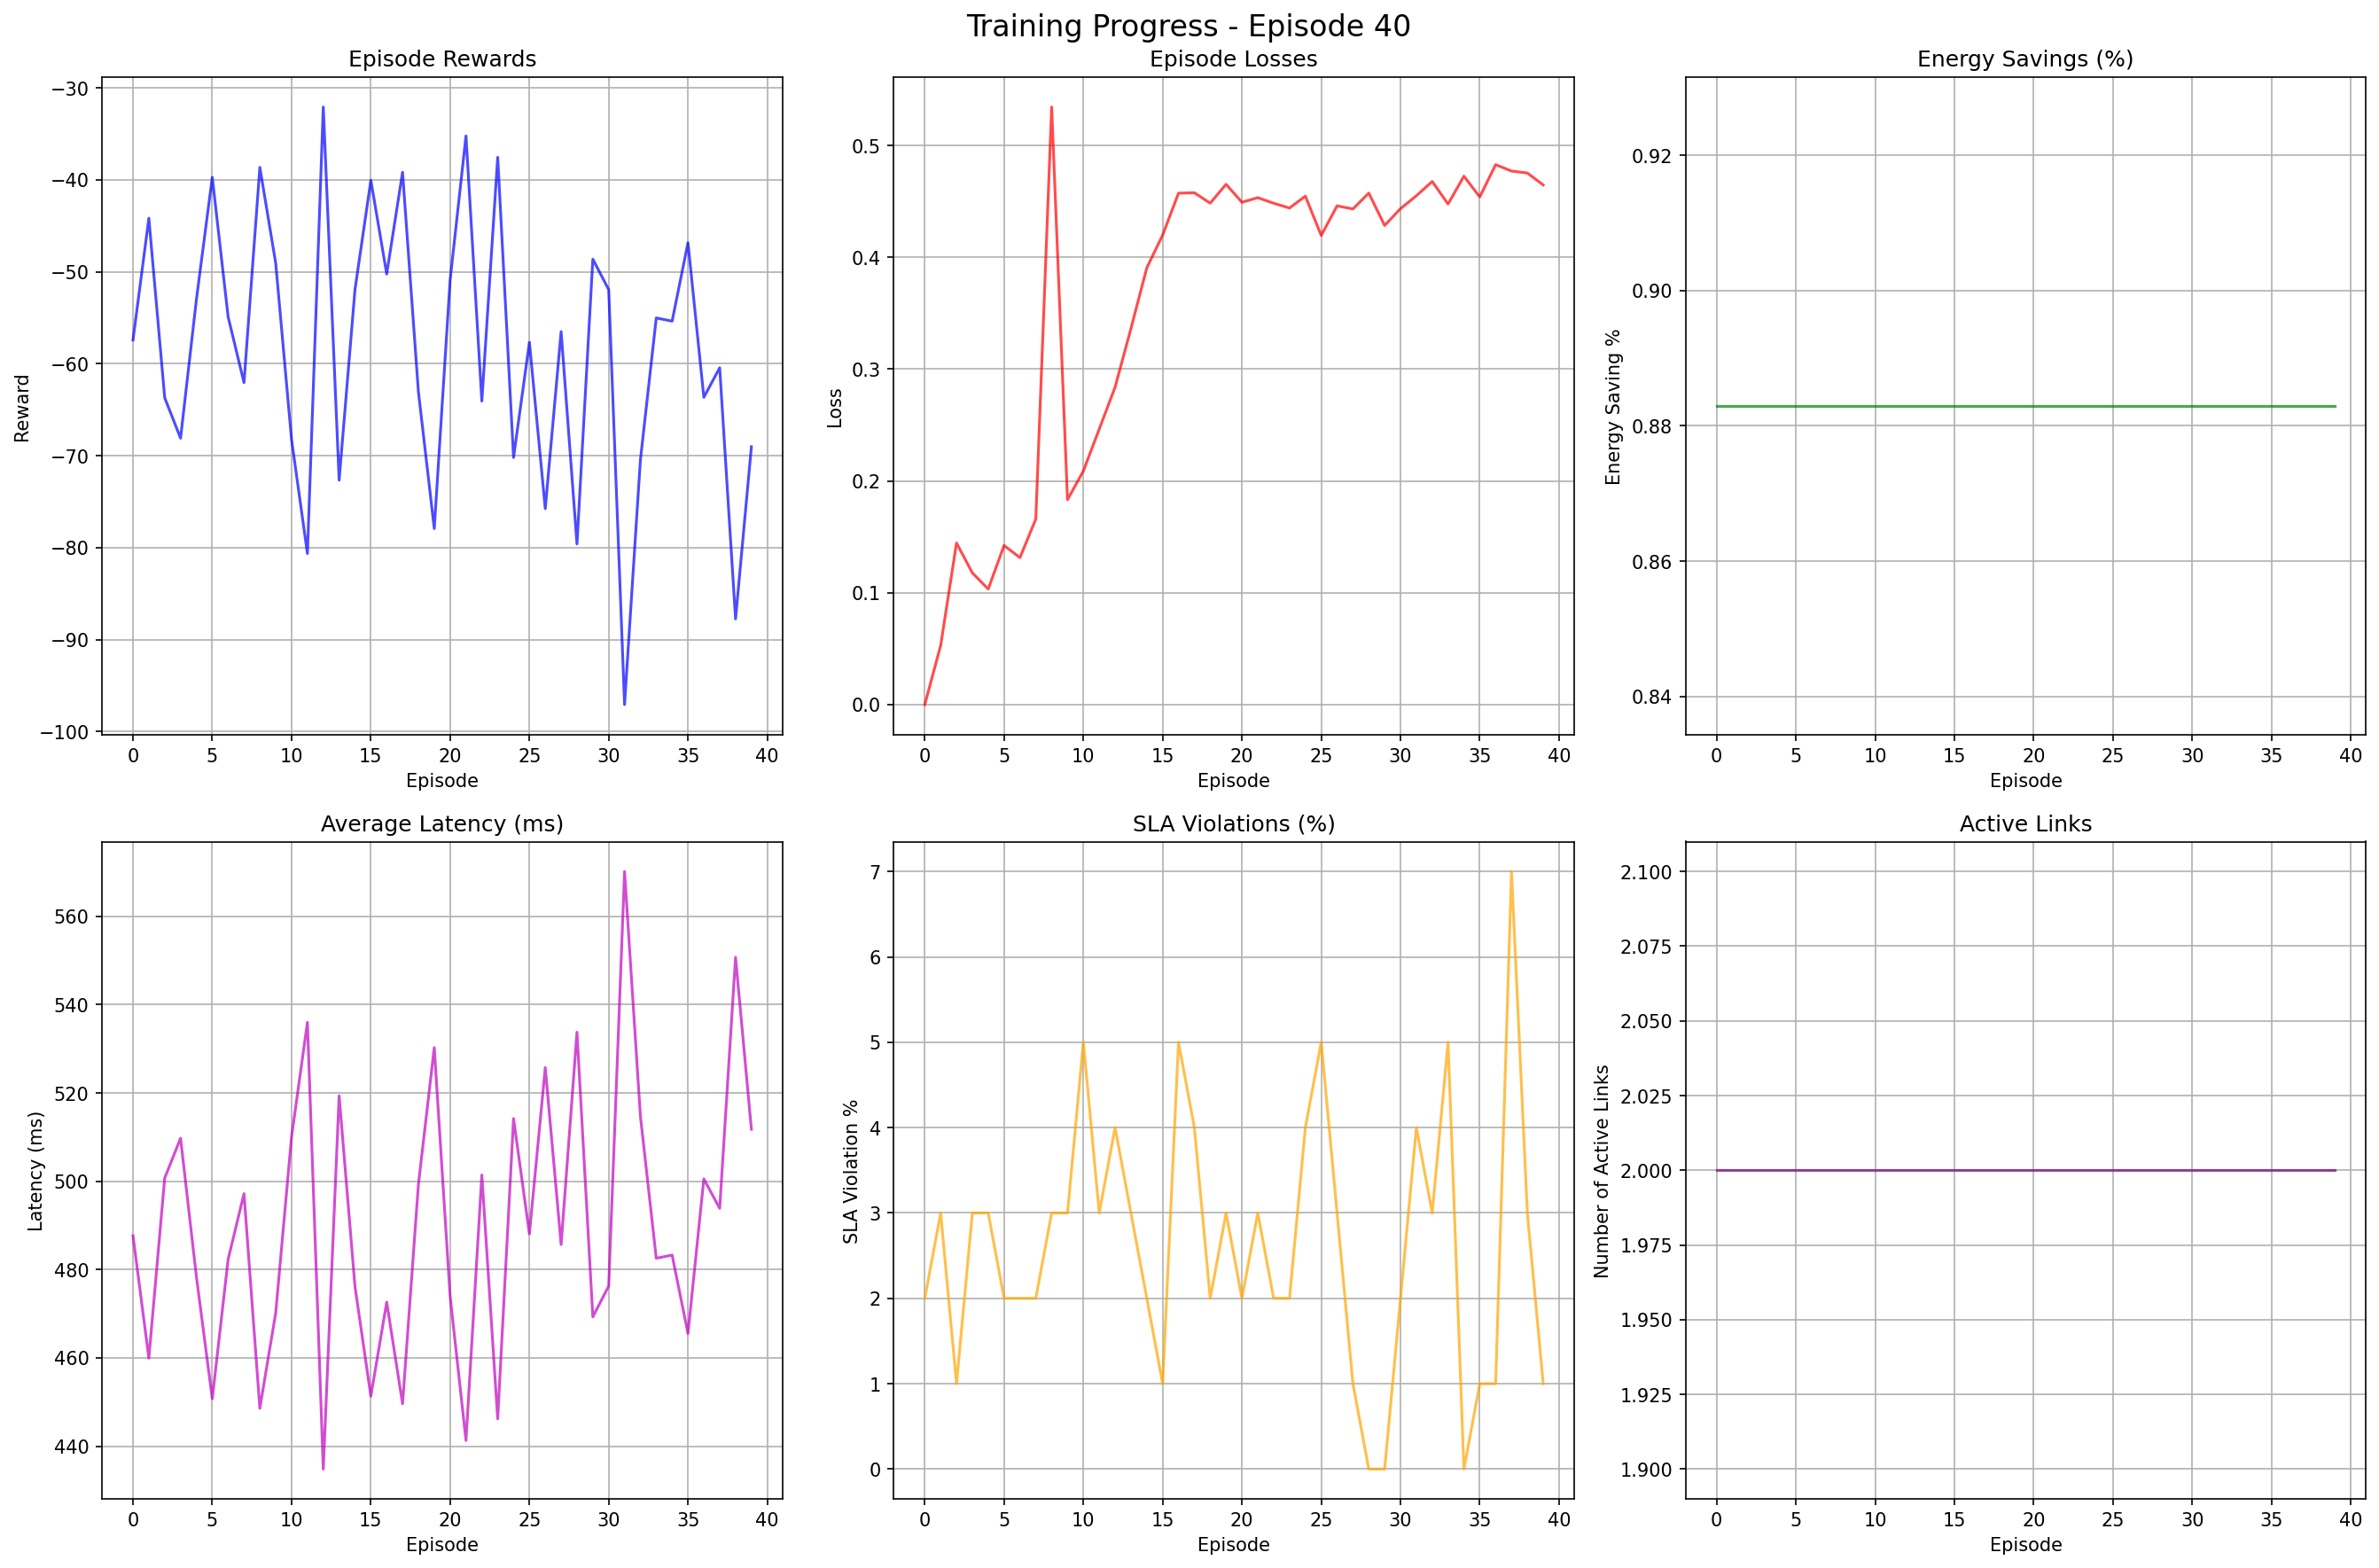 Training Progress - Episode 40
Episode Rewards
Reward
−30
−40
−50
−60
−70
−80
−90
−100
0 5 10 15 20 25 30 35 40
Episode
Episode Losses
Loss
0.5
0.4
0.3
0.2
0.1
0.0
0 5 10 15 20 25 30 35 40
Episode
Energy Savings (%)
Energy Saving %
0.92
0.90
0.88
0.86
0.84
0 5 10 15 20 25 30 35 40
Episode
Average Latency (ms)
Latency (ms)
560
540
520
500
480
460
440
0 5 10 15 20 25 30 35 40
Episode
SLA Violations (%)
SLA Violation %
7
6
5
4
3
2
1
0
0 5 10 15 20 25 30 35 40
Episode
Active Links
Number of Active Links
2.100
2.075
2.050
2.025
2.000
1.975
1.950
1.925
1.900
0 5 10 15 20 25 30 35 40
Episode